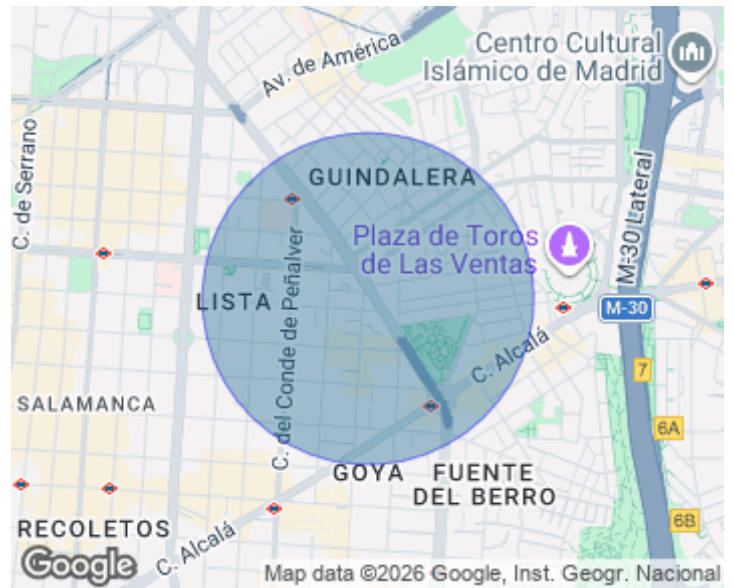 Centro Cultural
Islámico de Madrid
Av. de América
C. de Serrano
GUINDALERA
M-30 Lateral
Plaza de Toros
de Las Ventas
LISTA
C. del Conde de Peñalver
M-30
C. Alcalá
7
SALAMANCA
6A
GOYA
FUENTE
DEL BERRO
RECOLETOS
6B
C. Alcalá
Google
Map data ©2026 Google, Inst. Geogr. Nacional